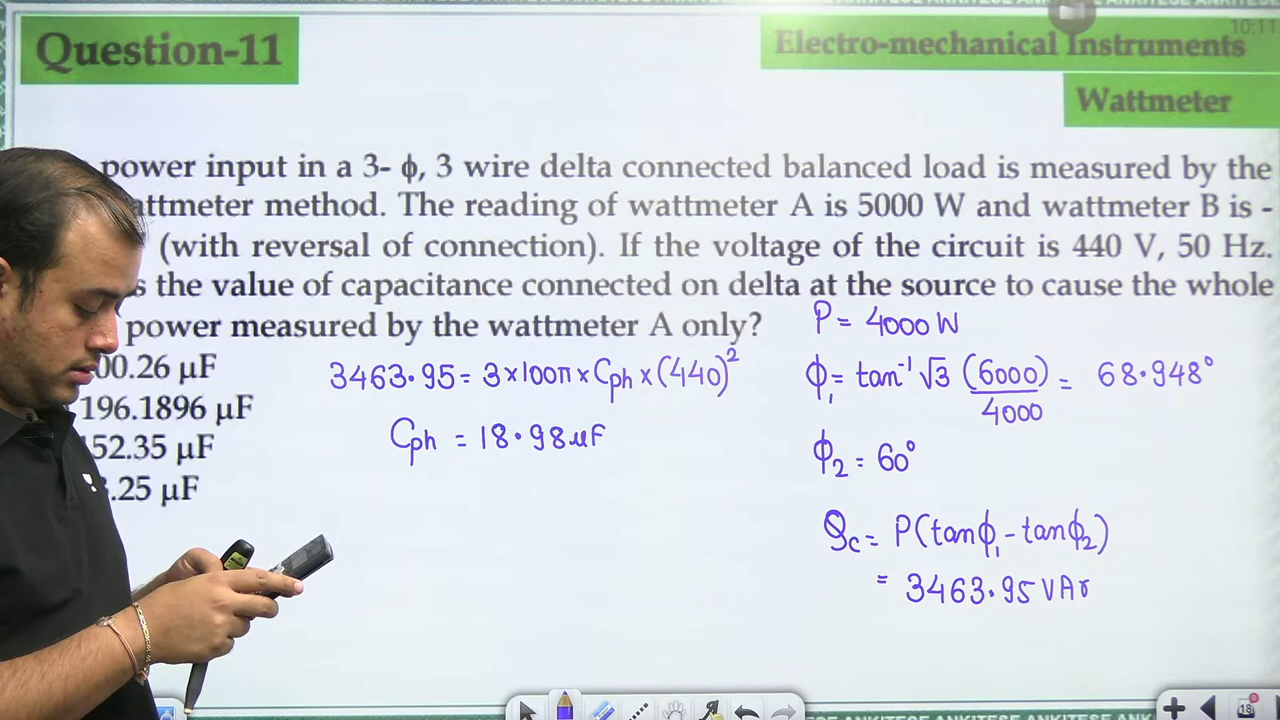 10:11
Question-11
Electro-mechanical Instruments
Wattmeter
power input in a 3- ϕ, 3 wire delta connected balanced load is measured by the
attmeter method. The reading of wattmeter A is 5000 W and wattmeter B is -
(with reversal of connection). If the voltage of the circuit is 440 V, 50 Hz.
s the value of capacitance connected on delta at the source to cause the whole
power measured by the wattmeter A only?
P = 4000 W
00.26 μF
196.1896 μF
52.35 μF
.25 μF
3463.95 = 3 × 100π × Cph × (440)²
Cph = 18.98 μF
ϕ₁ = tan⁻¹ √3 (6000)/4000 = 68.948°
ϕ₂ = 60°
Qc = P(tanϕ₁ - tanϕ₂)
= 3463.95 VAr
18